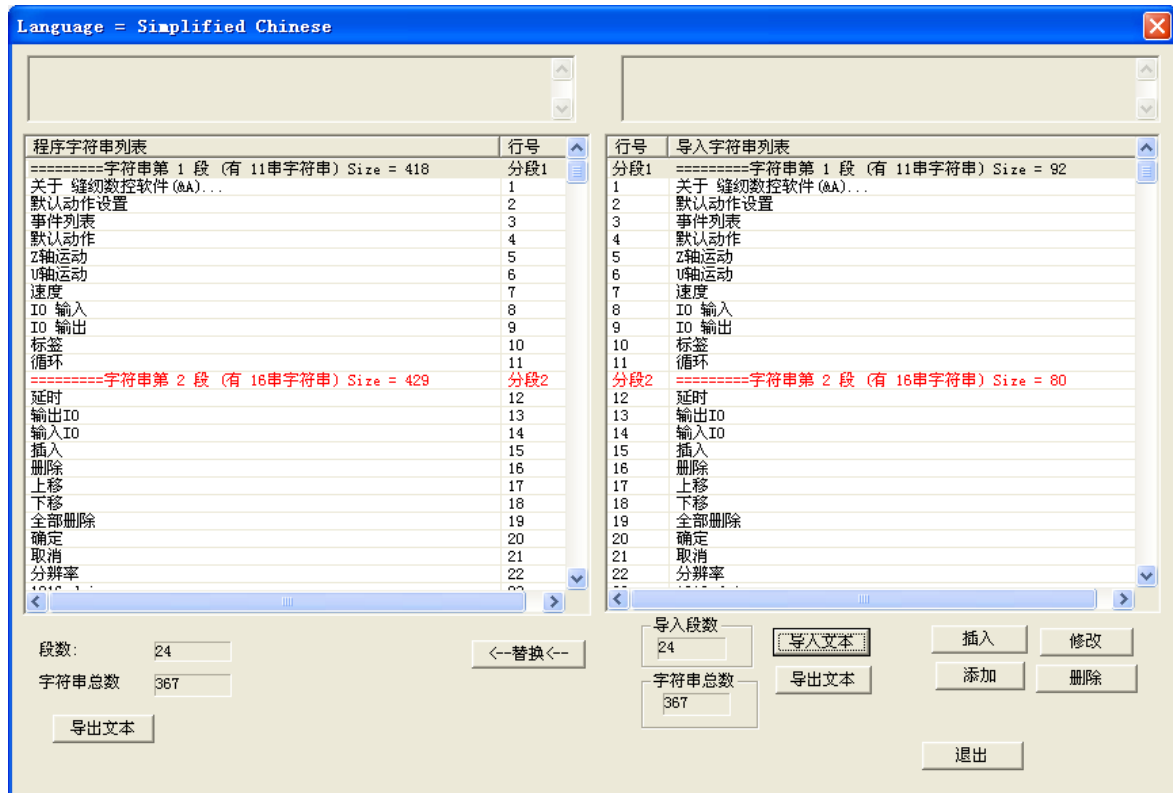 Language = Simplified Chinese
程序字符串列表 行号
=========字符串第 1 段 (有 11串字符串) Size = 418 分段1
关于 缝纫数控软件(&A)... 1
默认动作设置 2
事件列表 3
默认动作 4
Z轴运动 5
U轴运动 6
速度 7
IO 输入 8
IO 输出 9
标签 10
循环 11
=========字符串第 2 段 (有 16串字符串) Size = 429 分段2
延时 12
输出IO 13
输入IO 14
插入 15
删除 16
上移 17
下移 18
全部删除 19
确定 20
取消 21
分辨率 22
行号 导入字符串列表
分段1 =========字符串第 1 段 (有 11串字符串) Size = 92
1 关于 缝纫数控软件(&A)...
2 默认动作设置
3 事件列表
4 默认动作
5 Z轴运动
6 U轴运动
7 速度
8 IO 输入
9 IO 输出
10 标签
11 循环
分段2 =========字符串第 2 段 (有 16串字符串) Size = 80
12 延时
13 输出IO
14 输入IO
15 插入
16 删除
17 上移
18 下移
19 全部删除
20 确定
21 取消
22 分辨率
段数: 24
字符串总数 367
导出文本
<--替换<--
导入段数
24
字符串总数
367
导入文本
导出文本
插入 修改
添加 删除
退出